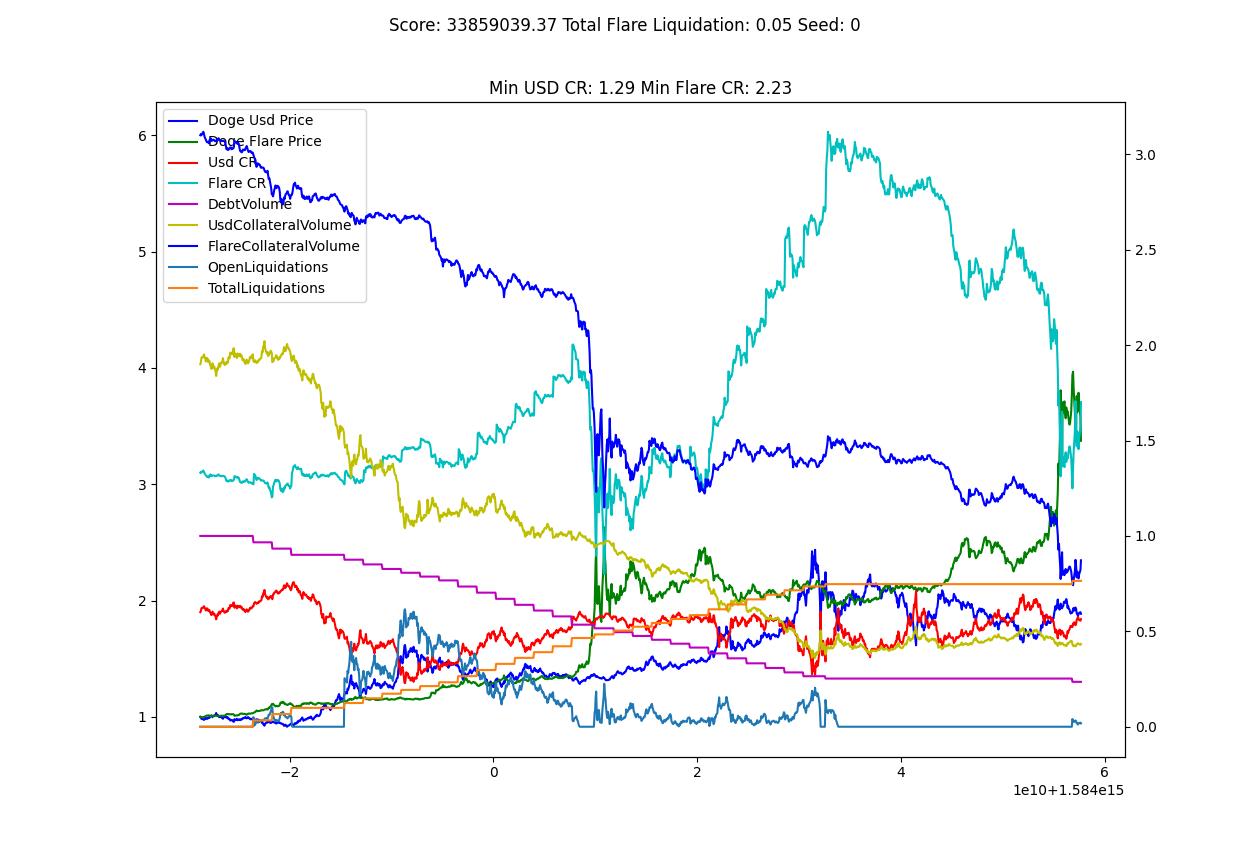 Score: 33859039.37 Total Flare Liquidation: 0.05 Seed: 0
Min USD CR: 1.29 Min Flare CR: 2.23
Doge Usd Price
Doge Flare Price
Usd CR
Flare CR
DebtVolume
UsdCollateralVolume
FlareCollateralVolume
OpenLiquidations
TotalLiquidations
6
5
4
3
2
1
3.0
2.5
2.0
1.5
1.0
0.5
0.0
−2 0 2 4 6
1e10+1.584e15